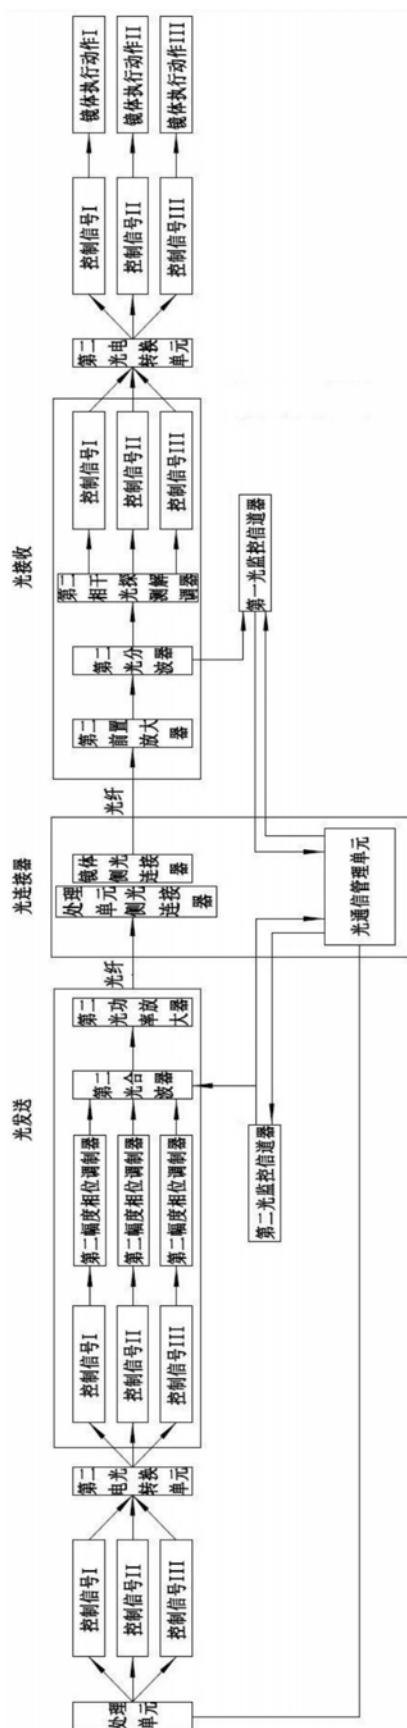 处理
单元
控制信号I
控制信号II
控制信号III
第二
电光
转换
单元
光发送
控制信号I
控制信号II
控制信号III
第二幅度相位调制器
第二幅度相位调制器
第二幅度相位调制器
第二
光合
波器
第二
光功
率放
大器
光纤
光连接器
处理
单元
侧光
连接
器
镜体
侧光
连接
器
光纤
光接收
第二
前置
放大
器
第二
光分
波器
第二
相干
光探
测解
调器
控制信号I
控制信号II
控制信号III
第二
光电
转换
单元
控制信号I
控制信号II
控制信号III
镜体执行动作I
镜体执行动作II
镜体执行动作III
第二光监控信道器
光通信管理单元
第一光监控信道器